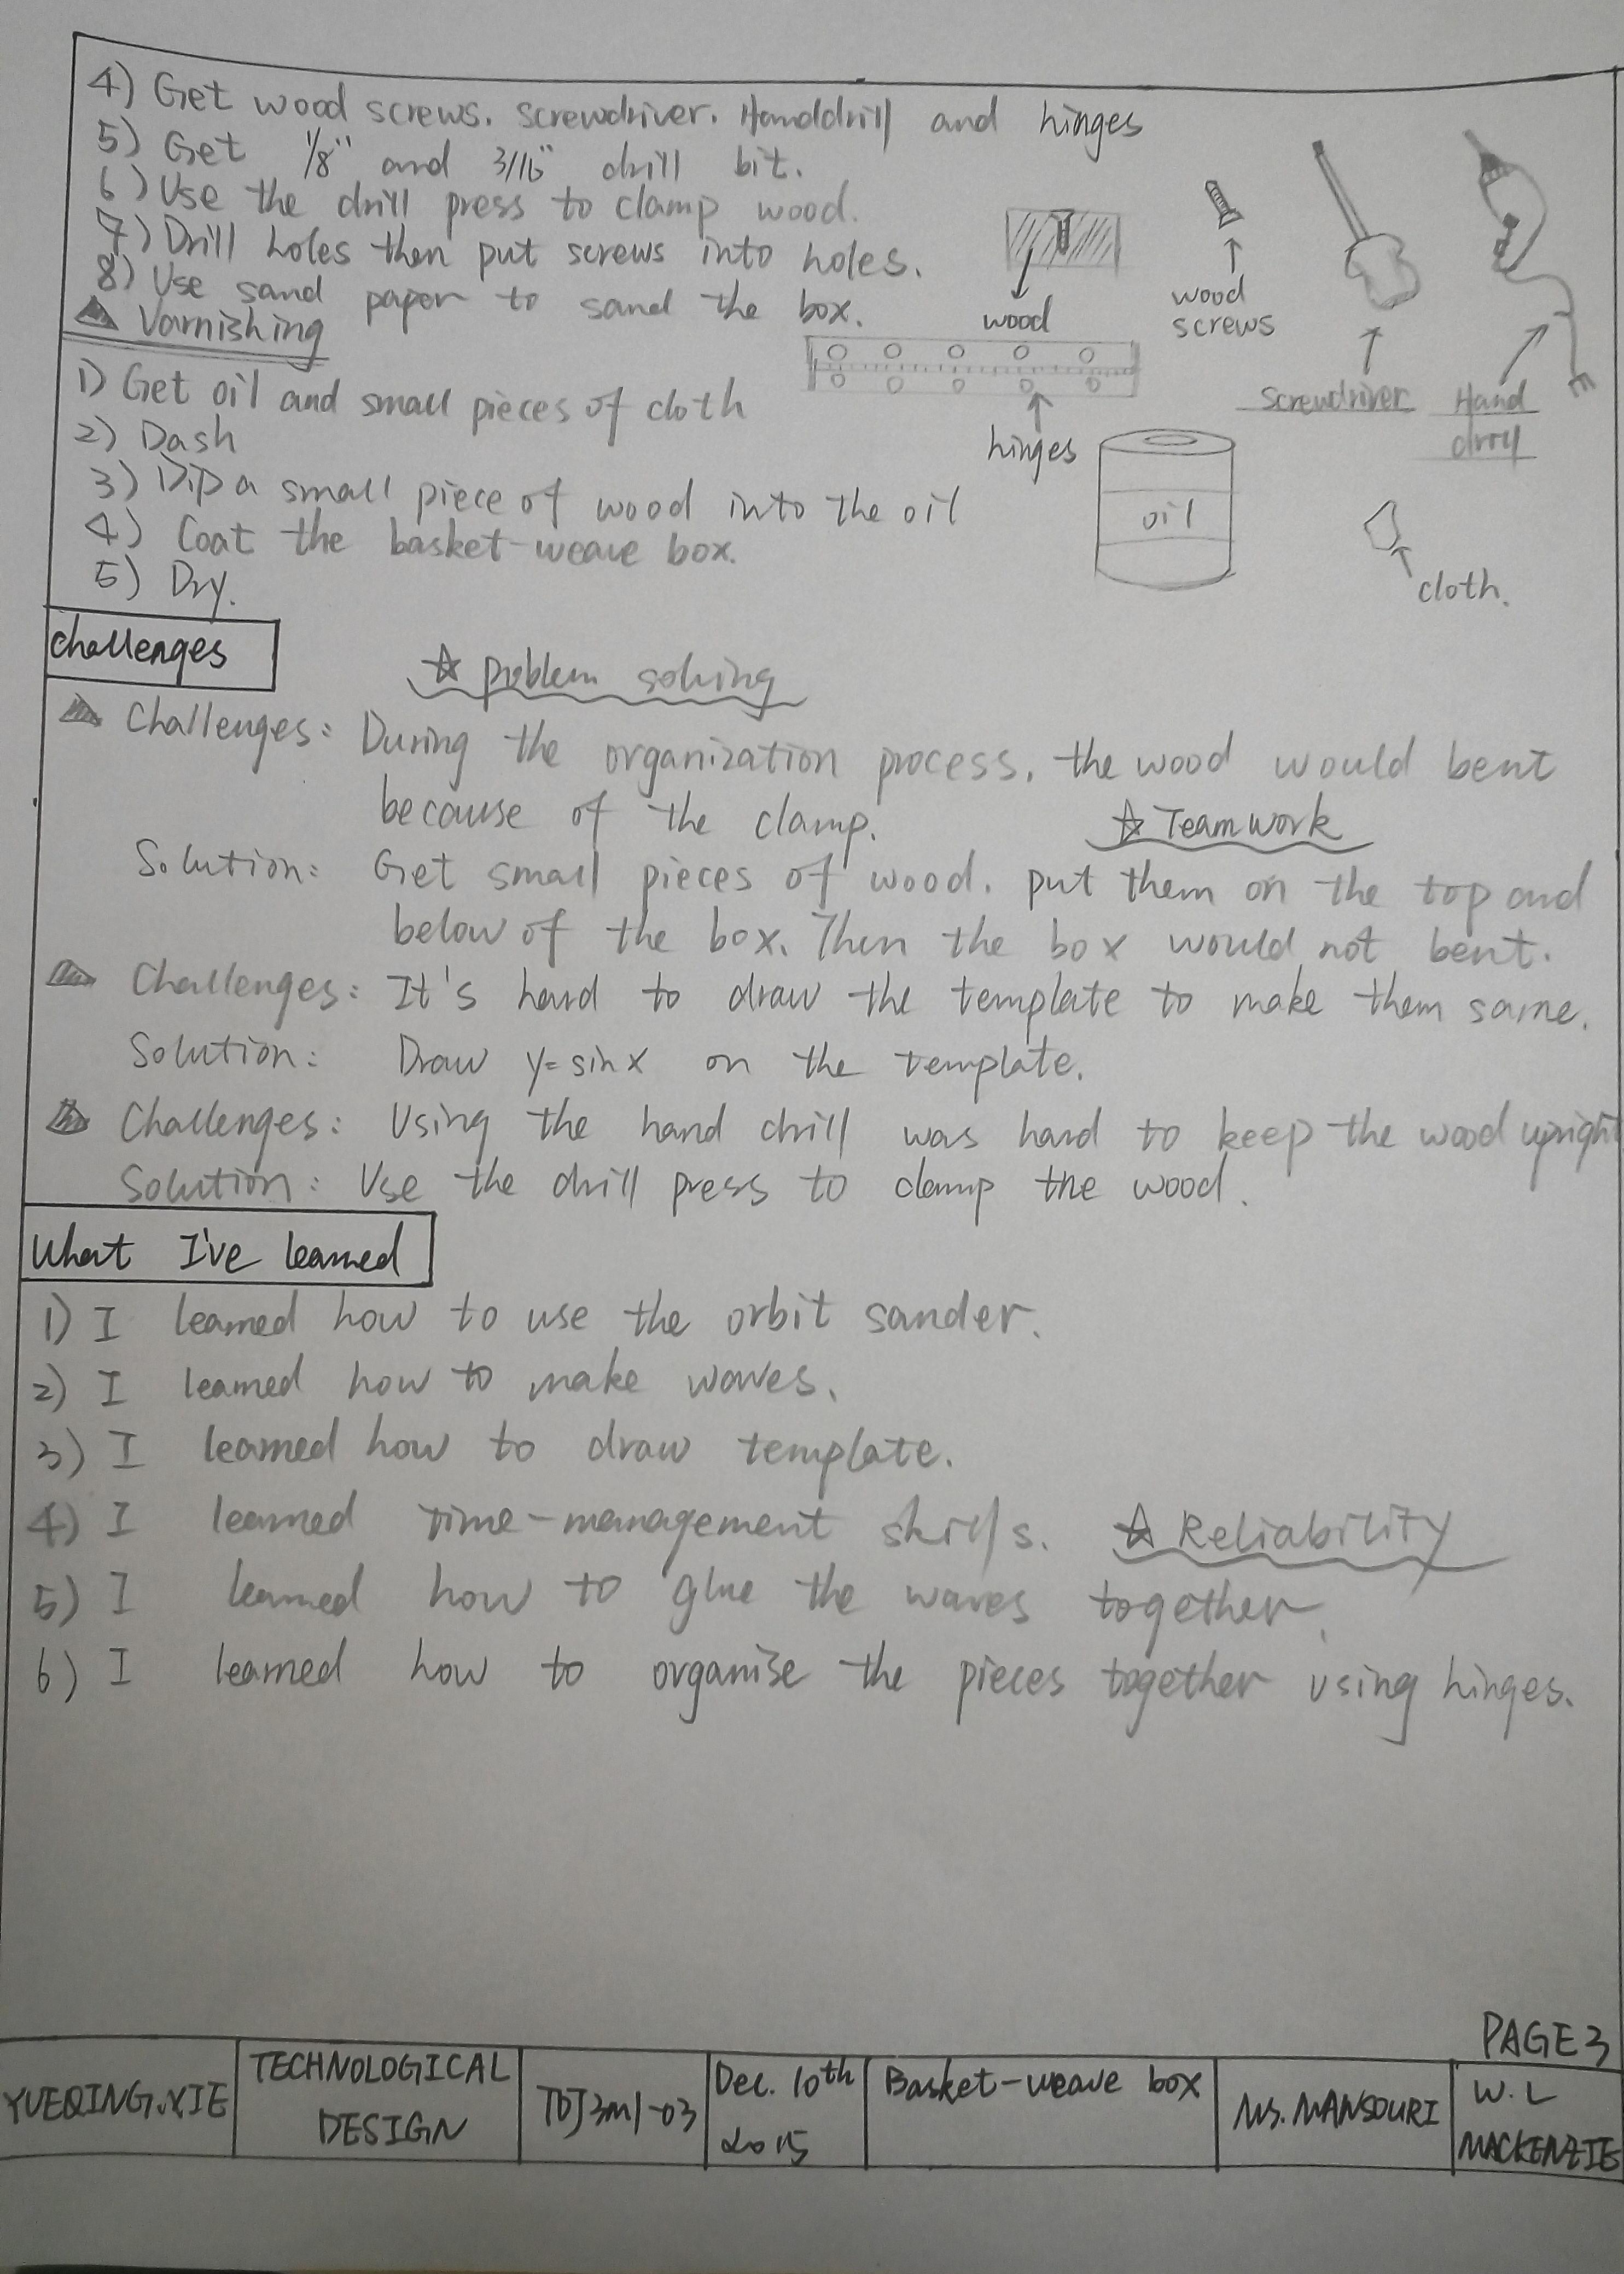 4) Get wood screws. screwdriver. Handdrill and hinges
5) Get 1/8" and 3/16" drill bit.
6) Use the drill press to clamp wood.
7) Drill holes then put screws into holes.
8) Use sand paper to sand the box.
wood
wood
screws
screwdriver
Hand
drill
hinges
Varnishing
1) Get oil and small pieces of cloth
2) Dash
3) Dip a small piece of wood into the oil
4) Coat the basket-weave box.
5) Dry.
oil
cloth.
Challenges
☆ Problem solving
Challenges: During the organization process, the wood would bent
because of the clamp.
☆ Teamwork
Solution: Get small pieces of wood. put them on the top and
below of the box. Then the box would not bent.
Challenges: It's hard to draw the template to make them same.
Solution: Draw y=sinx on the template.
Challenges: Using the hand drill was hard to keep the wood upright
Solution: Use the drill press to clamp the wood.
What I've learned
1) I learned how to use the orbit sander.
2) I learned how to make waves.
3) I learned how to draw template.
4) I learned time-management skills. ☆ Reliability
5) I learned how to glue the waves together.
6) I learned how to organise the pieces together using hinges.
PAGE 3
YUEQING.XIE
TECHNOLOGICAL
DESIGN
TDJ3M1-03
Dec. 10th
2015
Basket-weave box
Ms. MANSOURI
W.L
MACKENZIE